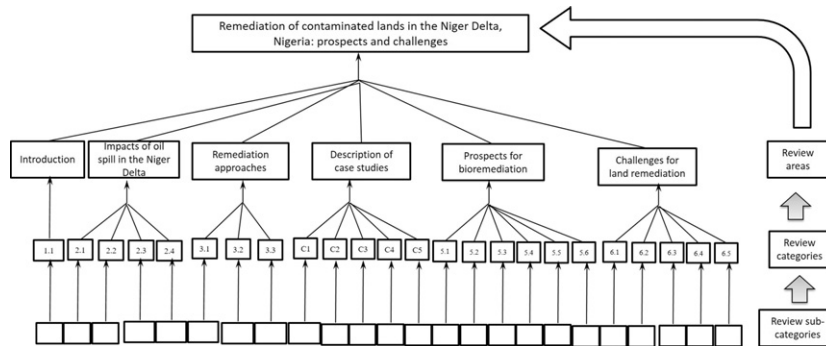 Remediation of contaminated lands in the Niger Delta,
Nigeria: prospects and challenges
Introduction
Impacts of oil
spill in the Niger
Delta
Remediation
approaches
Description of
case studies
Prospects for
bioremediation
Challenges for
land remediation
Review
areas
1.1
2.1
2.2
2.3
2.4
3.1
3.2
3.3
C1
C2
C3
C4
C5
5.1
5.2
5.3
5.4
5.5
5.6
6.1
6.2
6.3
6.4
6.5
Review
categories
Review sub-
categories